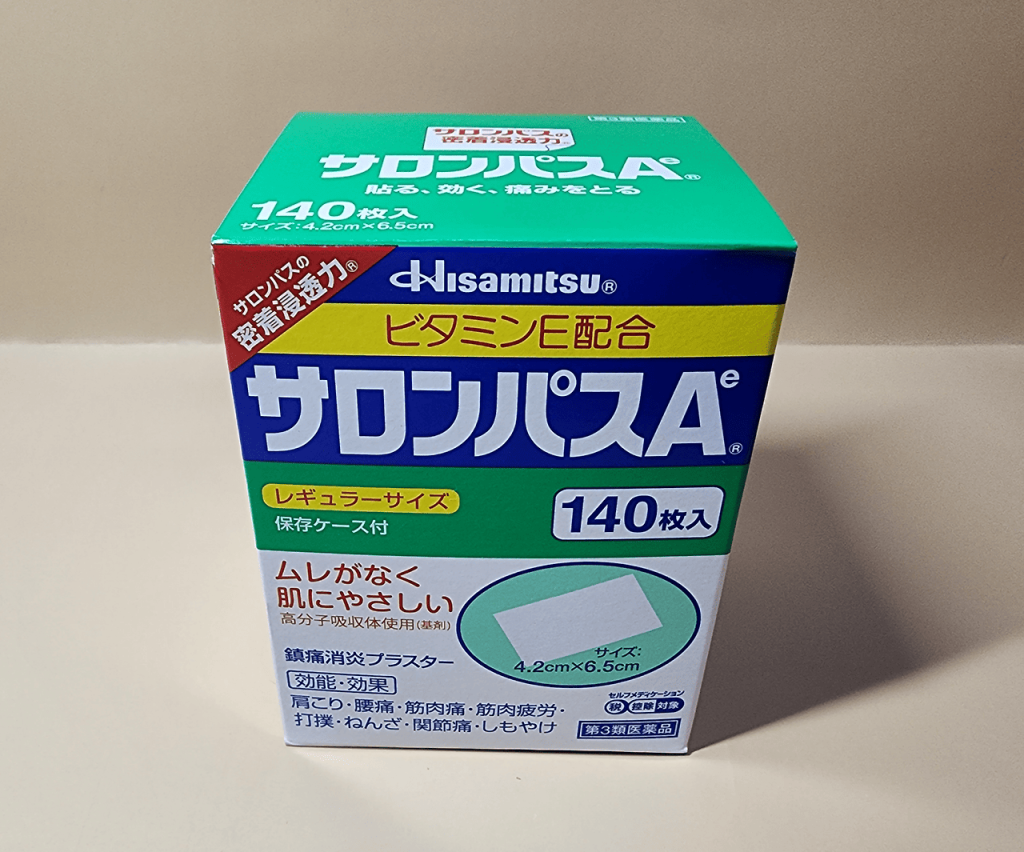 第3類医薬品
サロンパスの
密着浸透力®
サロンパスAe®
貼る、効く、痛みをとる
140枚入
サイズ:4.2cm×6.5cm
サロンパスの
密着浸透力®
Hisamitsu®
ビタミンE配合
サロンパスAe®
レギュラーサイズ
保存ケース付
140枚入
ムレがなく
肌にやさしい
高分子吸収体使用(基剤)
サイズ:
4.2cm×6.5cm
鎮痛消炎プラスター
効能・効果
肩こり・腰痛・筋肉痛・筋肉疲労・
打撲・ねんざ・関節痛・しもやけ
セルフメディケーション
税 控除 対象
第3類医薬品